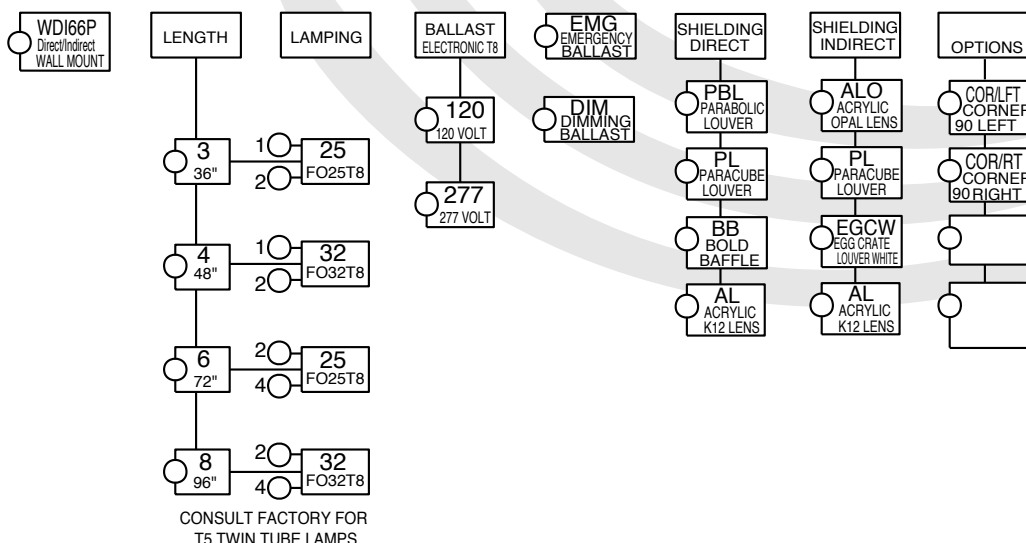 WDI66P
Direct/Indirect
WALL MOUNT
LENGTH
3
36"
4
48"
6
72"
8
96"
LAMPING
1
2
25
FO25T8
1
2
32
FO32T8
2
4
25
FO25T8
2
4
32
FO32T8
CONSULT FACTORY FOR
T5 TWIN TUBE LAMPS
BALLAST
ELECTRONIC T8
120
120 VOLT
277
277 VOLT
EMG
EMERGENCY
BALLAST
DIM
DIMMING
BALLAST
SHIELDING
DIRECT
PBL
PARABOLIC
LOUVER
PL
PARACUBE
LOUVER
BB
BOLD
BAFFLE
AL
ACRYLIC
K12 LENS
SHIELDING
INDIRECT
ALO
ACRYLIC
OPAL LENS
PL
PARACUBE
LOUVER
EGCW
EGG CRATE
LOUVER WHITE
AL
ACRYLIC
K12 LENS
OPTIONS
COR/LFT
CORNER
90 LEFT
COR/RT
CORNER
90 RIGHT